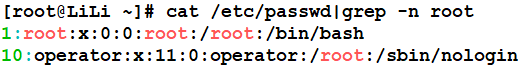 [root@LiLi ~]# cat /etc/passwd|grep -n root
1:root:x:0:0:root:/root:/bin/bash
10:operator:x:11:0:operator:/root:/sbin/nologin